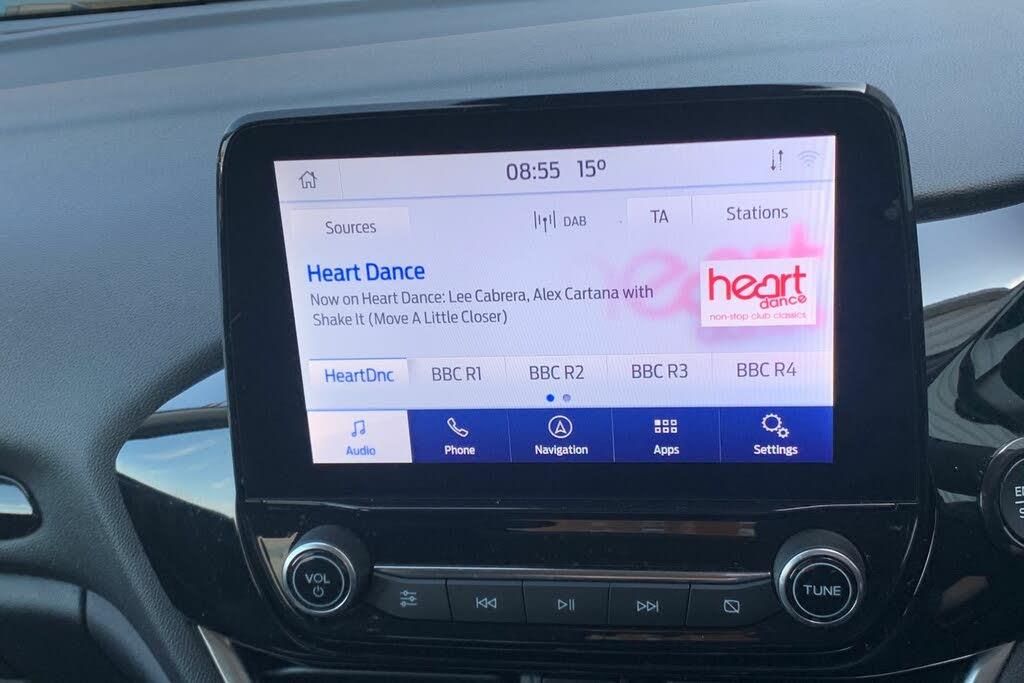 08:55 15º
Sources
DAB
TA
Stations
Heart Dance
Now on Heart Dance: Lee Cabrera, Alex Cartana with
Shake It (Move A Little Closer)
heart
dance
non-stop club classics
HeartDnc
BBC R1
BBC R2
BBC R3
BBC R4
Audio
Phone
Navigation
Apps
Settings
VOL
TUNE